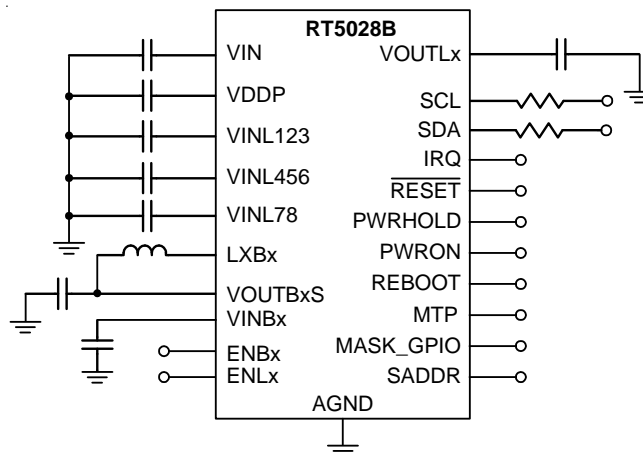 RT5028B
VIN
VDDP
VINL123
VINL456
VINL78
LXBx
VOUTBxS
VINBx
ENBx
ENLx
VOUTLx
SCL
SDA
IRQ
RESET
PWRHOLD
PWRON
REBOOT
MTP
MASK_GPIO
SADDR
AGND